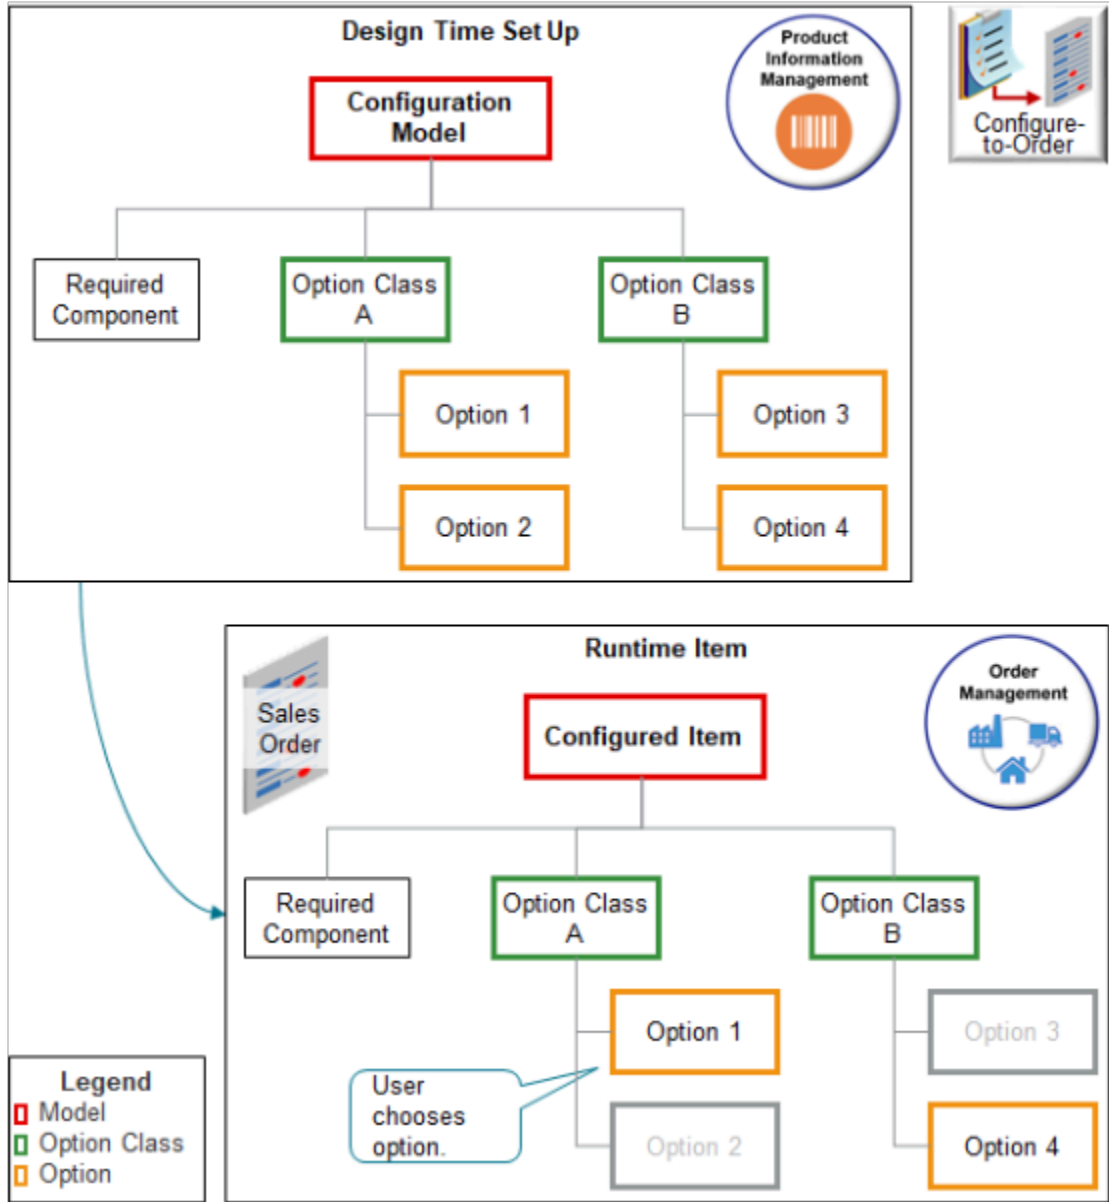 Design Time Set Up
Product
Information
Management
Configure-
to-Order
Configuration
Model
Required
Component
Option Class
A
Option Class
B
Option 1
Option 3
Option 2
Option 4
Runtime Item
Sales
Order
Order
Management
Configured Item
Required
Component
Option Class
A
Option Class
B
Option 1
Option 3
User
chooses
option.
Option 2
Option 4
Legend
Model
Option Class
Option